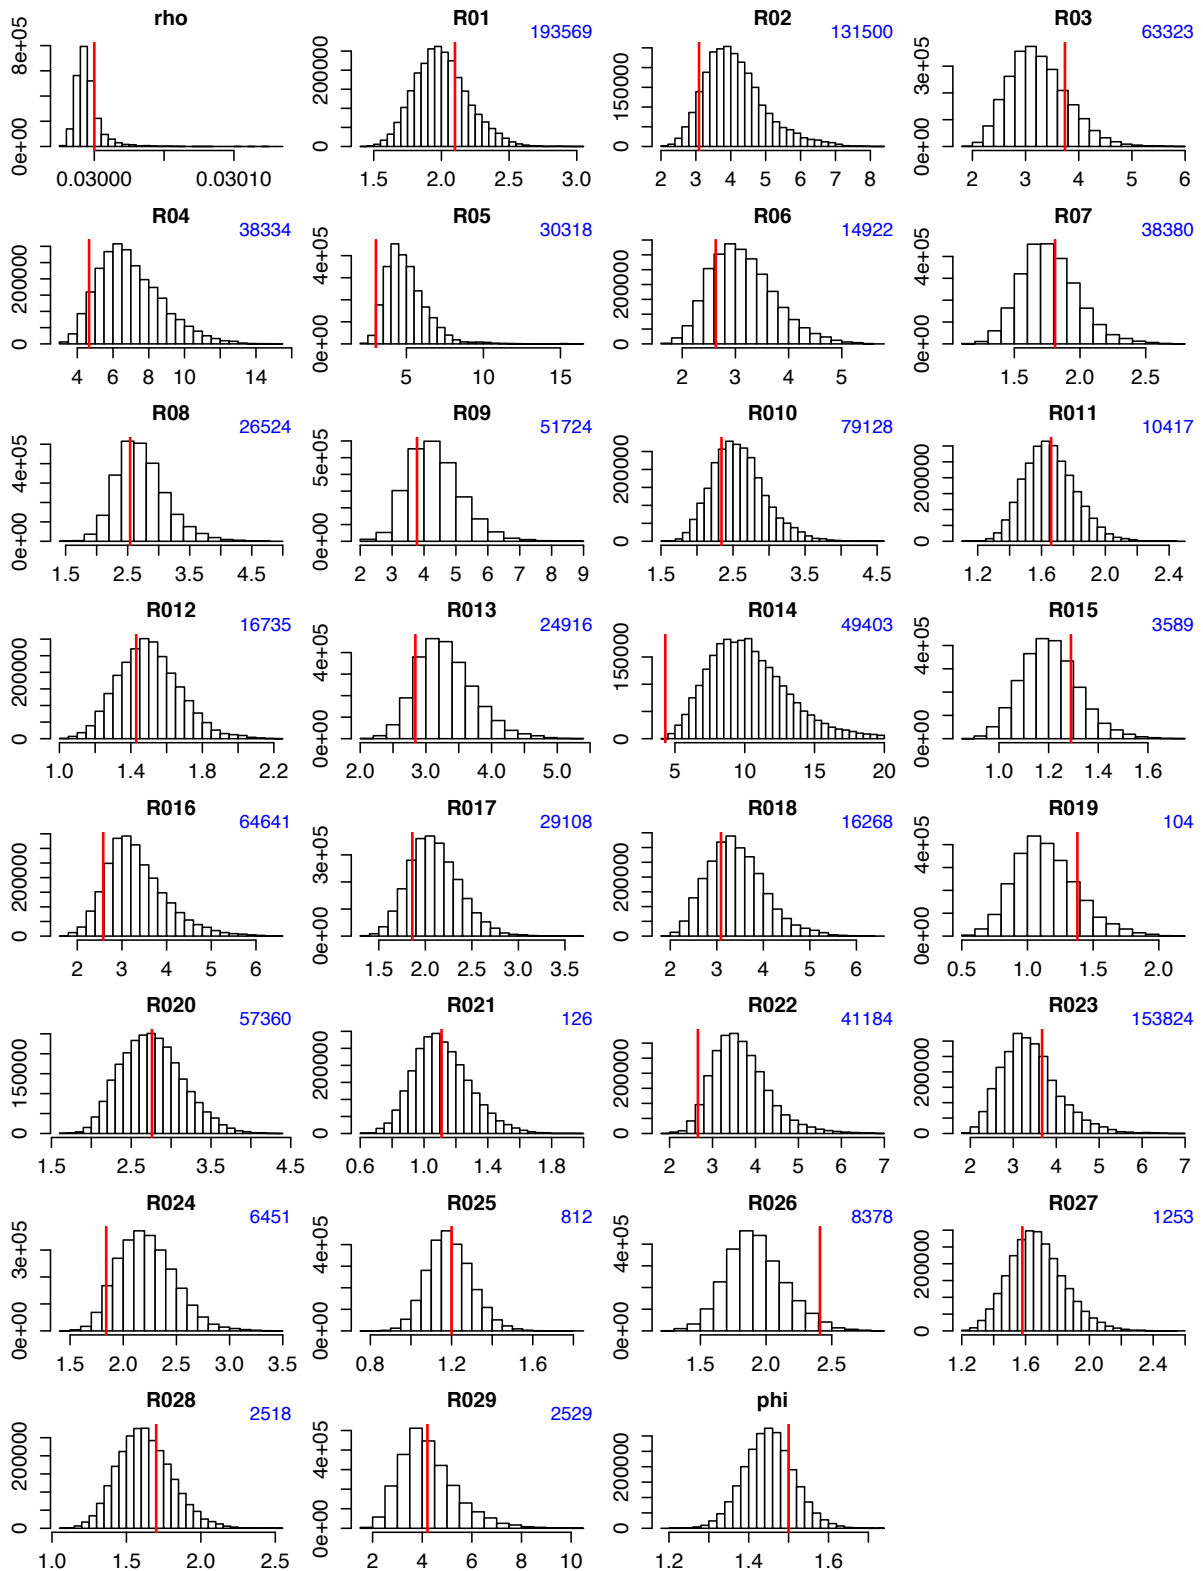 rho
8e+05
0e+00
0.03000 0.03010
R01
193569
200000
0
1.5 2.0 2.5 3.0
R02
131500
150000
0
2 3 4 5 6 7 8
R03
63323
3e+05
0e+00
2 3 4 5 6
R04
38334
200000
0
4 6 8 10 14
R05
30318
4e+05
0e+00
5 10 15
R06
14922
200000
0
2 3 4 5
R07
38380
4e+05
0e+00
1.5 2.0 2.5
R08
26524
4e+05
0e+00
1.5 2.5 3.5 4.5
R09
51724
5e+05
0e+00
2 3 4 5 6 7 8 9
R010
79128
200000
0
1.5 2.5 3.5 4.5
R011
10417
200000
0
1.2 1.6 2.0 2.4
R012
16735
200000
0
1.0 1.4 1.8 2.2
R013
24916
4e+05
0e+00
2.0 3.0 4.0 5.0
R014
49403
150000
0
5 10 15 20
R015
3589
4e+05
0e+00
1.0 1.2 1.4 1.6
R016
64641
200000
0
2 3 4 5 6
R017
29108
3e+05
0e+00
1.5 2.0 2.5 3.0 3.5
R018
16268
200000
0
2 3 4 5 6
R019
104
4e+05
0e+00
0.5 1.0 1.5 2.0
R020
57360
150000
0
1.5 2.5 3.5 4.5
R021
126
200000
0
0.6 1.0 1.4 1.8
R022
41184
200000
0
2 3 4 5 6 7
R023
153824
200000
0
2 3 4 5 6 7
R024
6451
3e+05
0e+00
1.5 2.0 2.5 3.0 3.5
R025
812
4e+05
0e+00
0.8 1.2 1.6
R026
8378
4e+05
0e+00
1.5 2.0 2.5
R027
1253
200000
0
1.2 1.6 2.0 2.4
R028
2518
200000
0
1.0 1.5 2.0 2.5
R029
2529
4e+05
0e+00
2 4 6 8 10
phi
200000
0
1.2 1.4 1.6